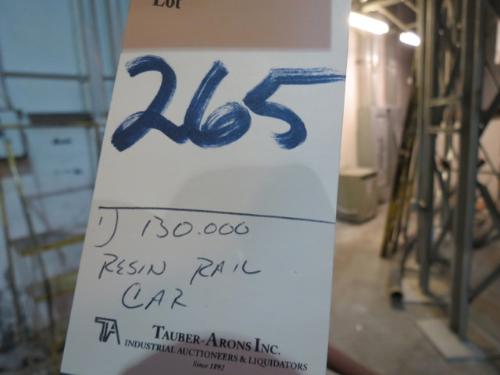 Lot
265
1) 130.000
RESIN RAIL
CAR
TA TAUBER-ARONS INC.
INDUSTRIAL AUCTIONEERS & LIQUIDATORS
Since 1892